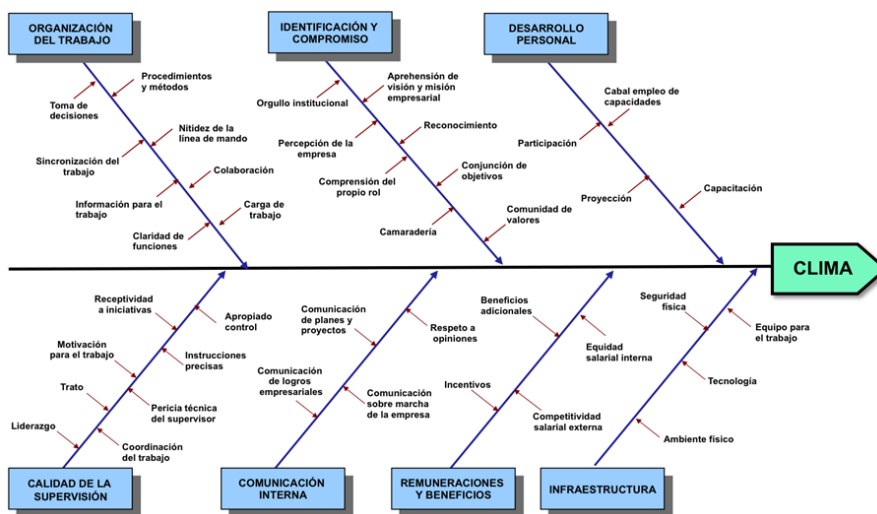 ORGANIZACIÓN
DEL TRABAJO
IDENTIFICACIÓN Y
COMPROMISO
DESARROLLO
PERSONAL
Procedimientos
y métodos
Toma de
decisiones
Nitidez de la
línea de mando
Sincronización del
trabajo
Colaboración
Información para el
trabajo
Carga de
trabajo
Claridad de
funciones
Aprehensión de
visión y misión
empresarial
Orgullo institucional
Reconocimiento
Percepción de la
empresa
Conjunción de
objetivos
Comprensión del
propio rol
Comunidad de
valores
Camaradería
Cabal empleo de
capacidades
Participación
Proyección
Capacitación
CLIMA
Receptividad
a iniciativas
Apropiado
control
Motivación
para el trabajo
Instrucciones
precisas
Trato
Pericia técnica
del supervisor
Liderazgo
Coordinación
del trabajo
Comunicación
de planes y
proyectos
Respeto a
opiniones
Comunicación
de logros
empresariales
Comunicación
sobre marcha
de la empresa
Beneficios
adicionales
Equidad
salarial interna
Incentivos
Competitividad
salarial externa
Seguridad
física
Equipo para
el trabajo
Tecnología
Ambiente físico
CALIDAD DE LA
SUPERVISIÓN
COMUNICACIÓN
INTERNA
REMUNERACIONES
Y BENEFICIOS
INFRAESTRUCTURA